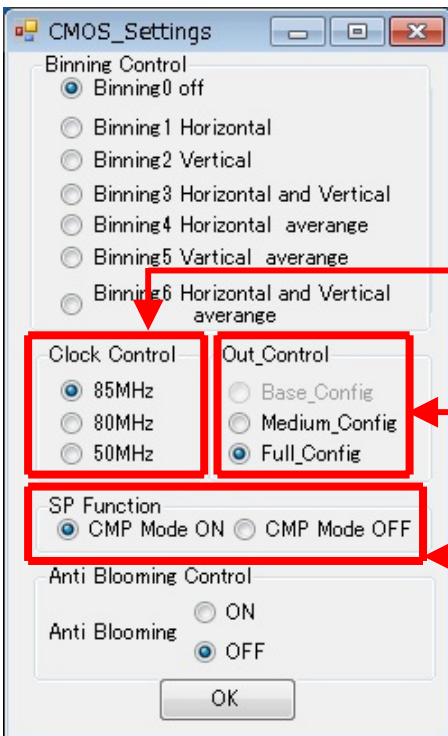 CMOS_Settings
Binning Control
Binning0 off
Binning1 Horizontal
Binning2 Vertical
Binning3 Horizontal and Vertical
Binning4 Horizontal averange
Binning5 Vartical averange
Binning6 Horizontal and Vertical
averange
Clock Control
85MHz
80MHz
50MHz
Out_Control
Base_Config
Medium_Config
Full_Config
SP Function
CMP Mode ON CMP Mode OFF
Anti Blooming Control
Anti Blooming
ON
OFF
OK